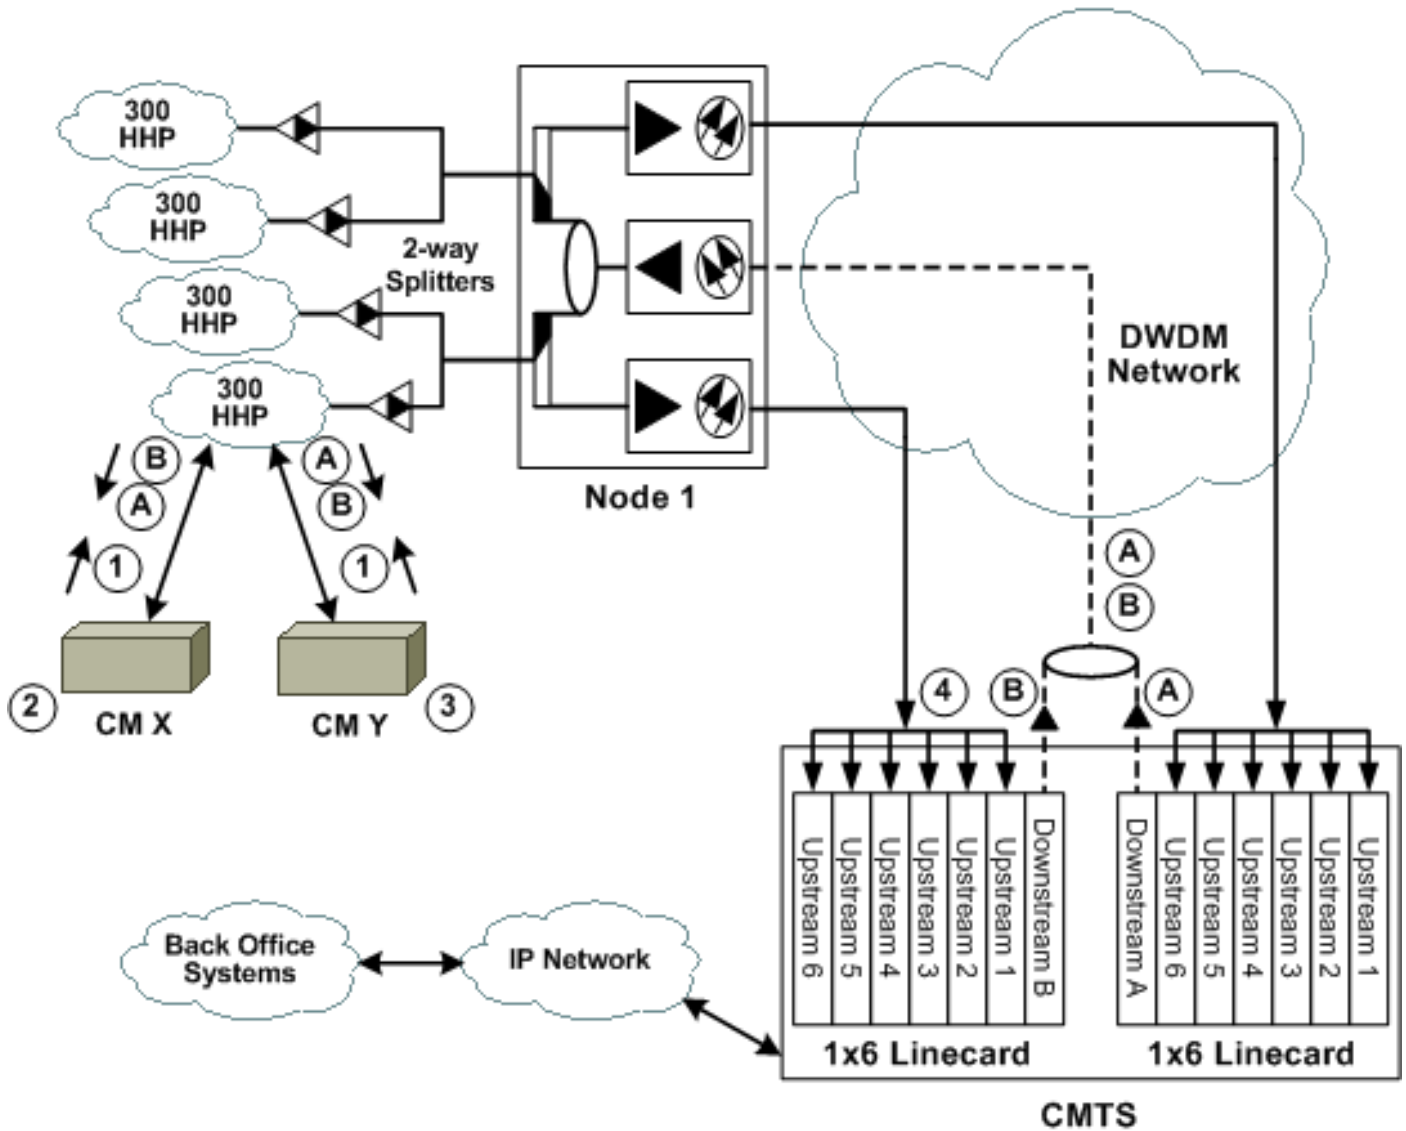 300
HHP
300
HHP
300
HHP
300
HHP
2-way
Splitters
Node 1
DWDM
Network
B
A
A
B
1
1
2
CM X
CM Y
3
A
B
4
B
A
Upstream 6
Upstream 5
Upstream 4
Upstream 3
Upstream 2
Upstream 1
Downstream B
Downstream A
Upstream 6
Upstream 5
Upstream 4
Upstream 3
Upstream 2
Upstream 1
1x6 Linecard
1x6 Linecard
CMTS
Back Office
Systems
IP Network